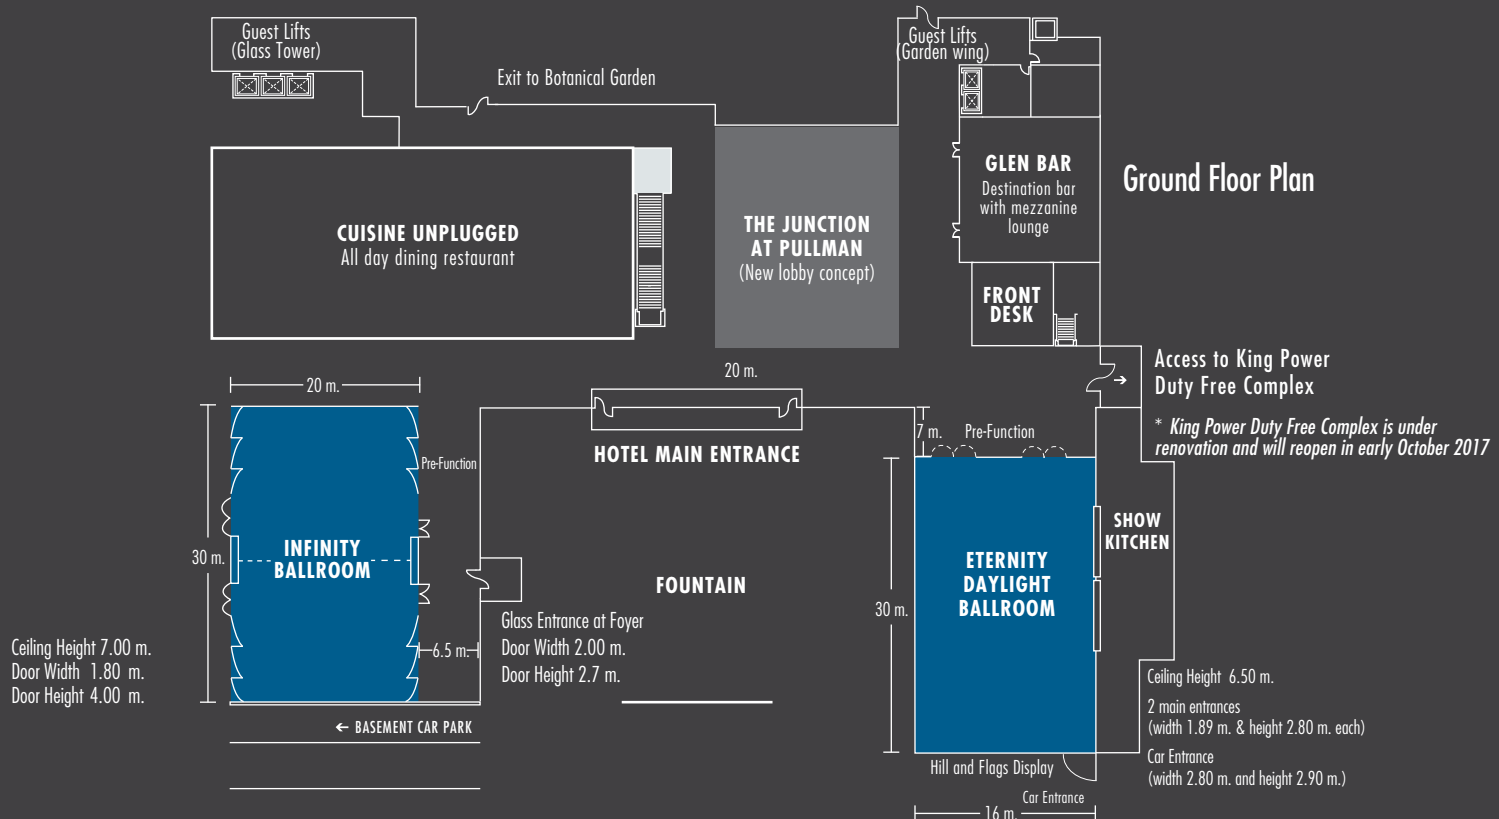 Guest Lifts
(Glass Tower)
Exit to Botanical Garden
Guest Lifts
(Garden wing)
Ground Floor Plan
GLEN BAR
Destination bar
with mezzanine
lounge
CUISINE UNPLUGGED
All day dining restaurant
THE JUNCTION
AT PULLMAN
(New lobby concept)
FRONT
DESK
Access to King Power
Duty Free Complex
* King Power Duty Free Complex is under
renovation and will reopen in early October 2017
20 m.
20 m.
HOTEL MAIN ENTRANCE
7 m.
Pre-Function
Pre-Function
30 m.
INFINITY
BALLROOM
FOUNTAIN
ETERNITY
DAYLIGHT
BALLROOM
SHOW
KITCHEN
30 m.
6.5 m.
Glass Entrance at Foyer
Door Width 2.00 m.
Door Height 2.7 m.
Ceiling Height 7.00 m.
Door Width 1.80 m.
Door Height 4.00 m.
← BASEMENT CAR PARK
Ceiling Height 6.50 m.
2 main entrances
(width 1.89 m. & height 2.80 m. each)
Car Entrance
(width 2.80 m. and height 2.90 m.)
Hill and Flags Display
Car Entrance
16 m.